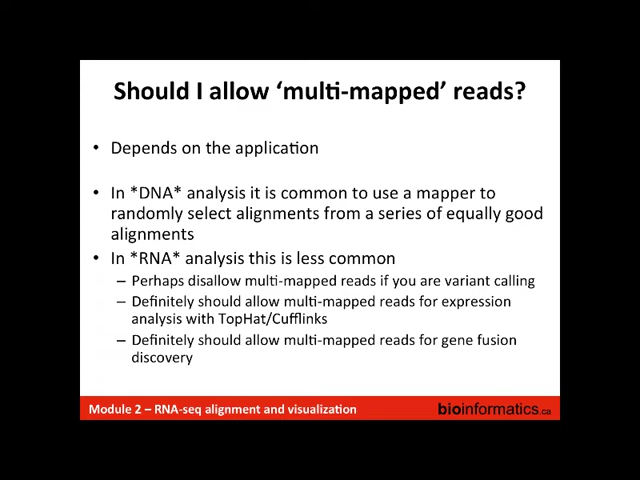 Should I allow ‘multi-mapped’ reads?
• Depends on the application
• In *DNA* analysis it is common to use a mapper to
randomly select alignments from a series of equally good
alignments
• In *RNA* analysis this is less common
– Perhaps disallow multi-mapped reads if you are variant calling
– Definitely should allow multi-mapped reads for expression
analysis with TopHat/Cufflinks
– Definitely should allow multi-mapped reads for gene fusion
discovery
Module 2 – RNA-seq alignment and visualization
bioinformatics.ca